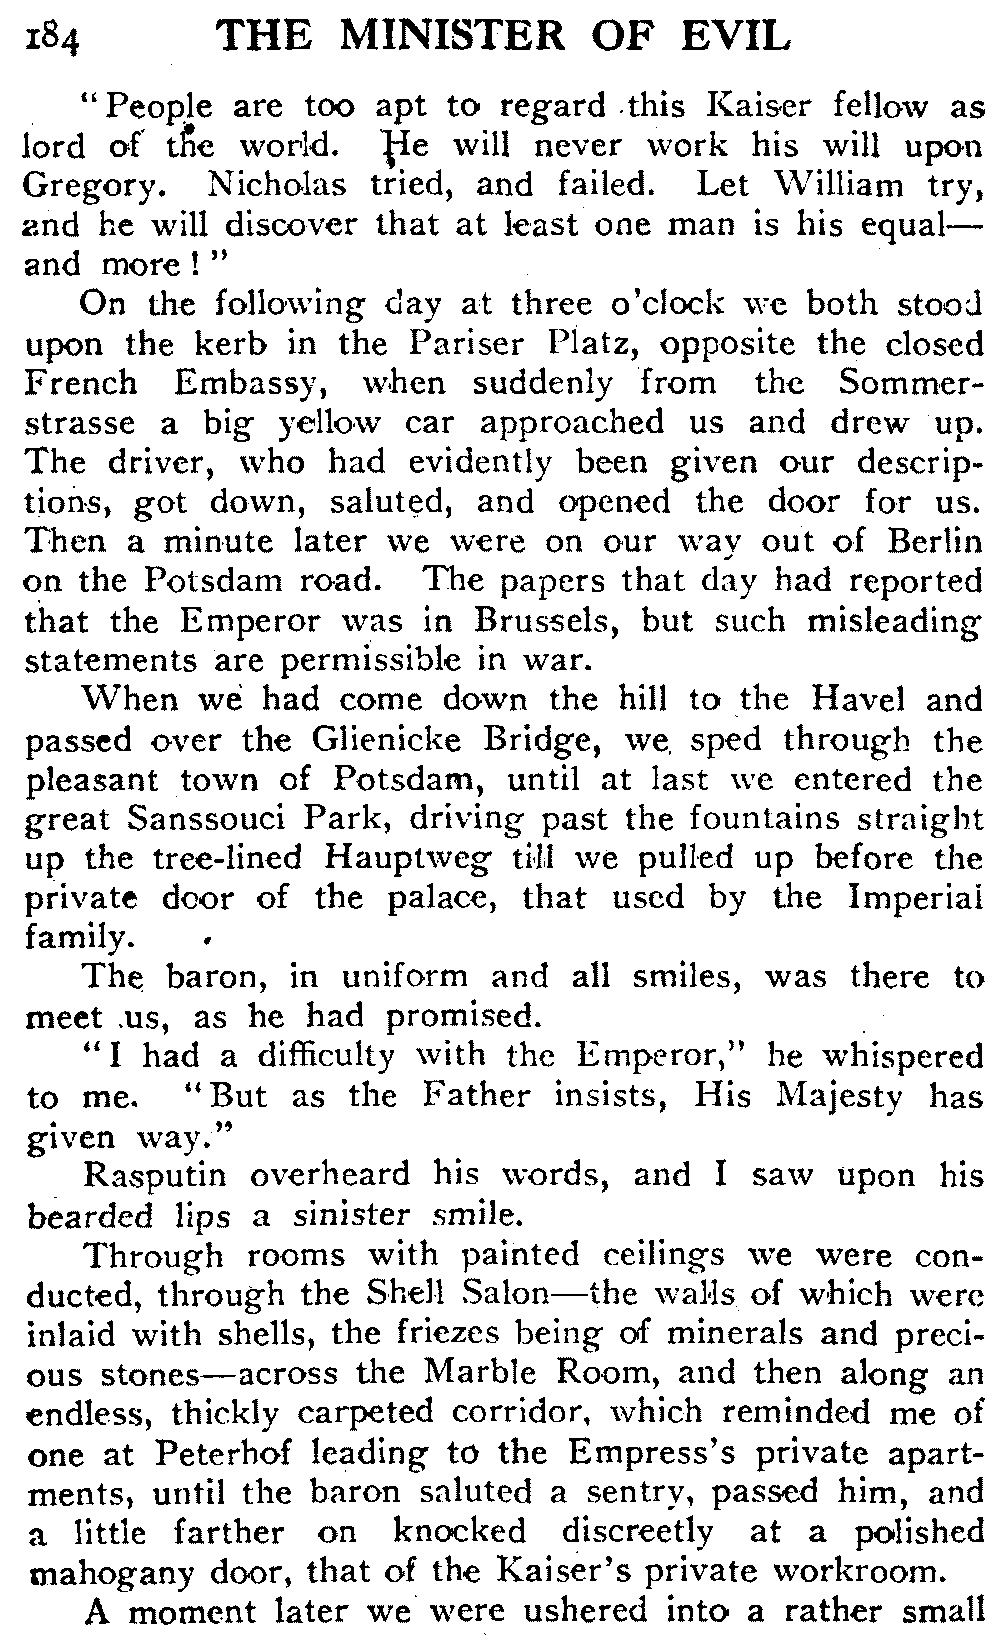 184 THE MINISTER OF EVIL
"People are too apt to regard this Kaiser fellow as
lord of the world. He will never work his will upon
Gregory. Nicholas tried, and failed. Let William try,
and he will discover that at least one man is his equal—
and more!"
On the following day at three o'clock we both stood
upon the kerb in the Pariser Platz, opposite the closed
French Embassy, when suddenly from the Sommer-
strasse a big yellow car approached us and drew up.
The driver, who had evidently been given our descrip-
tions, got down, saluted, and opened the door for us.
Then a minute later we were on our way out of Berlin
on the Potsdam road. The papers that day had reported
that the Emperor was in Brussels, but such misleading
statements are permissible in war.
When we had come down the hill to the Havel and
passed over the Glienicke Bridge, we sped through the
pleasant town of Potsdam, until at last we entered the
great Sanssouci Park, driving past the fountains straight
up the tree-lined Hauptweg till we pulled up before the
private door of the palace, that used by the Imperial
family.
The baron, in uniform and all smiles, was there to
meet us, as he had promised.
"I had a difficulty with the Emperor," he whispered
to me. "But as the Father insists, His Majesty has
given way."
Rasputin overheard his words, and I saw upon his
bearded lips a sinister smile.
Through rooms with painted ceilings we were con-
ducted, through the Shell Salon—the walls of which were
inlaid with shells, the friezes being of minerals and preci-
ous stones—across the Marble Room, and then along an
endless, thickly carpeted corridor, which reminded me of
one at Peterhof leading to the Empress's private apart-
ments, until the baron saluted a sentry, passed him, and
a little farther on knocked discreetly at a polished
mahogany door, that of the Kaiser's private workroom.
A moment later we were ushered into a rather small